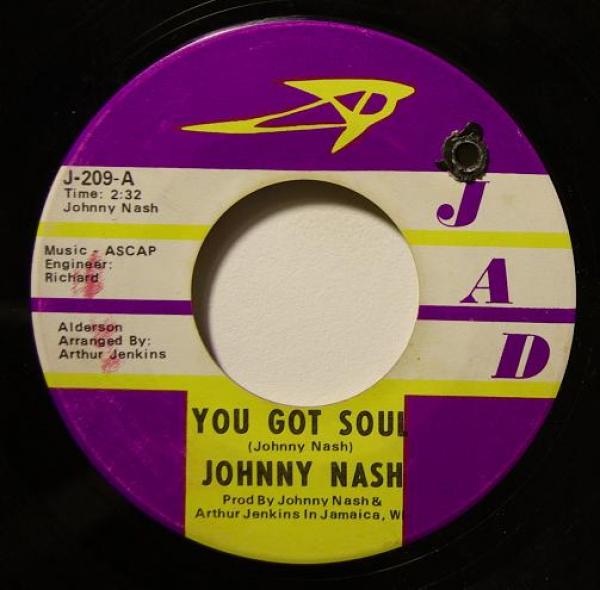 J-209-A
Time: 2:32
Johnny Nash
Music - ASCAP
Engineer:
Richard
Alderson
Arranged By:
Arthur Jenkins
J
A
D
YOU GOT SOUL
(Johnny Nash)
JOHNNY NASH
Prod By Johnny Nash &
Arthur Jenkins In Jamaica, W